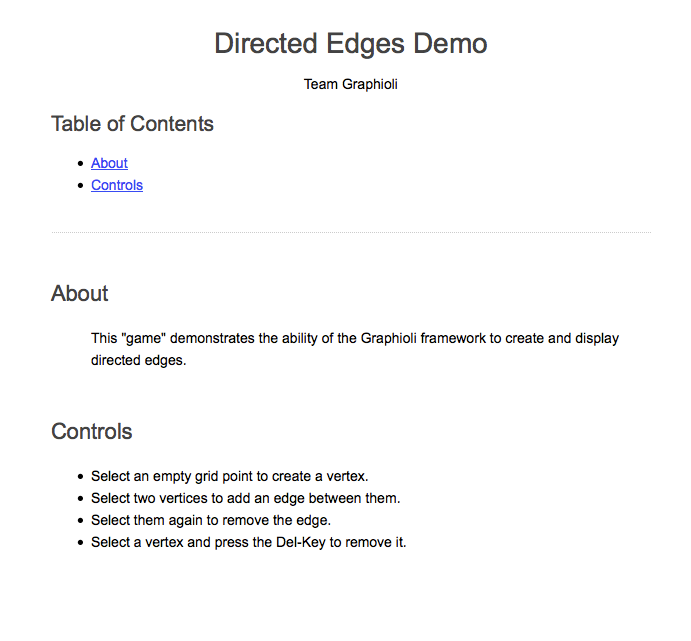 Directed Edges Demo
Team Graphioli
Table of Contents
• About
• Controls
About
This "game" demonstrates the ability of the Graphioli framework to create and display
directed edges.
Controls
• Select an empty grid point to create a vertex.
• Select two vertices to add an edge between them.
• Select them again to remove the edge.
• Select a vertex and press the Del-Key to remove it.